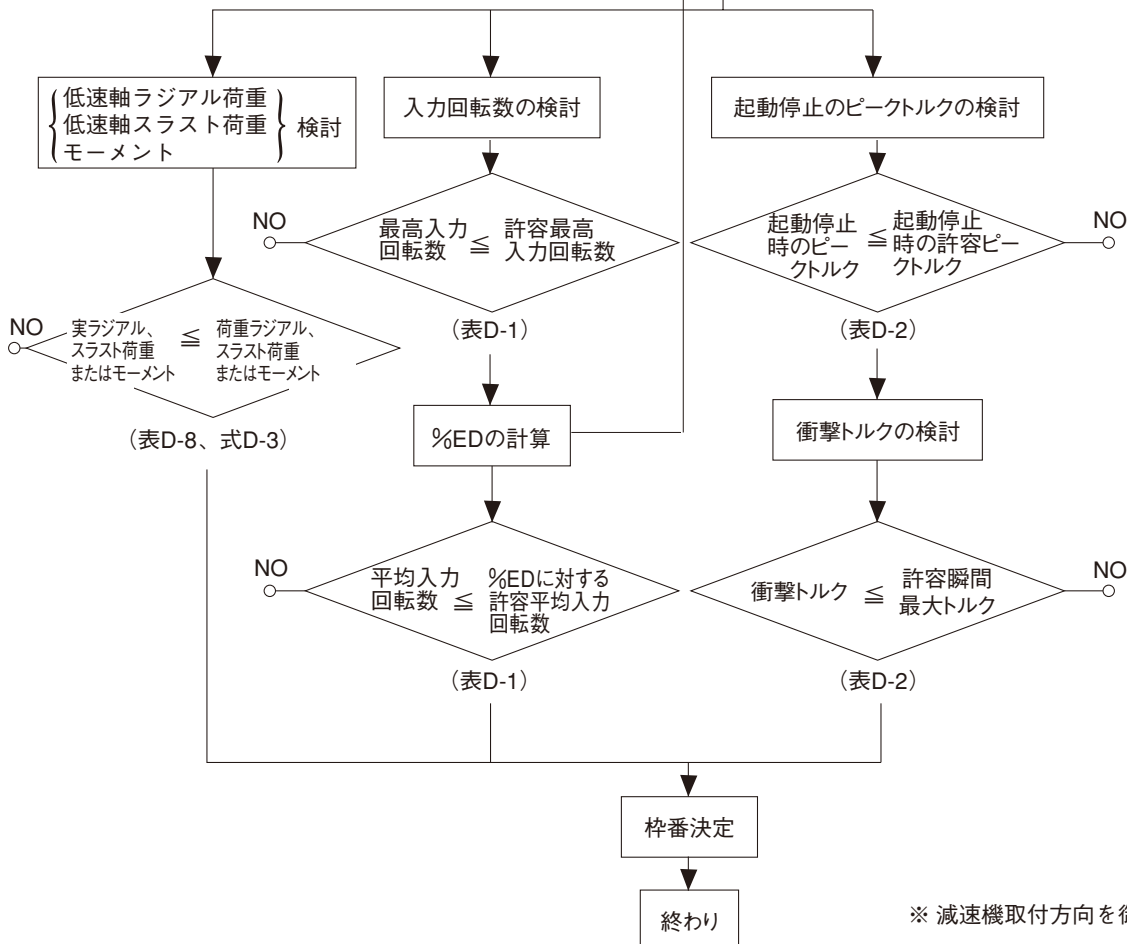 低速軸ラジアル荷重
低速軸スラスト荷重
モーメント
検討
入力回転数の検討
起動停止のピークトルクの検討
NO
最高入力
回転数
≦
許容最高
入力回転数
(表D-1)
起動停止
時のピー
クトルク
≦
起動停止
時の許容ピー
クトルク
NO
(表D-2)
NO
実ラジアル、
スラスト荷重
またはモーメント
≦
荷重ラジアル、
スラスト荷重
またはモーメント
(表D-8、式D-3)
%EDの計算
衝撃トルクの検討
NO
平均入力
回転数
≦
%EDに対する
許容平均入力
回転数
(表D-1)
衝撃トルク
≦
許容瞬間
最大トルク
NO
(表D-2)
枠番決定
終わり
※ 減速機取付方向を